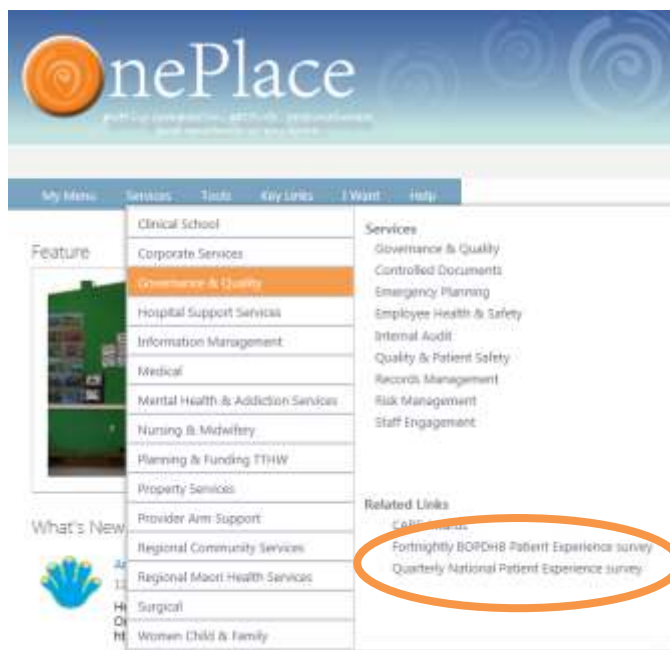 OnePlace
My Menu Services Tools Key Links I Want Help
Feature
What's New
Clinical School
Corporate Services
Governance & Quality
Hospital Support Services
Information Management
Medical
Mental Health & Addiction Services
Nursing & Midwifery
Planning & Funding TTHW
Property Services
Provider Arm Support
Regional Community Services
Regional Maori Health Services
Surgical
Women Child & Family
Services
Governance & Quality
Controlled Documents
Emergency Planning
Employee Health & Safety
Internal Audit
Quality & Patient Safety
Records Management
Risk Management
Staff Engagement
Related Links
CARE
Fortnightly BOPDHB Patient Experience survey
Quarterly National Patient Experience survey